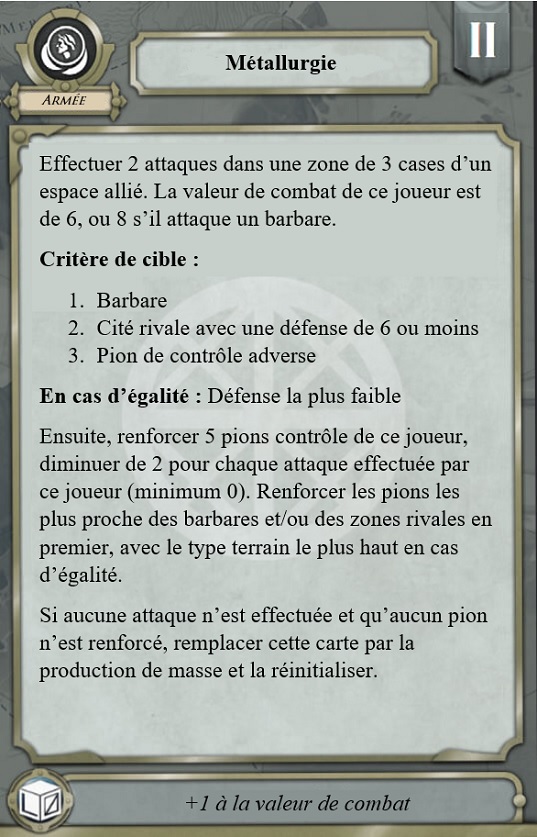 II
Métallurgie
ARMÉE
Effectuer 2 attaques dans une zone de 3 cases d’un
espace allié. La valeur de combat de ce joueur est
de 6, ou 8 s’il attaque un barbare.
Critère de cible :
1. Barbare
2. Cité rivale avec une défense de 6 ou moins
3. Pion de contrôle adverse
En cas d’égalité : Défense la plus faible
Ensuite, renforcer 5 pions contrôle de ce joueur,
diminuer de 2 pour chaque attaque effectuée par
ce joueur (minimum 0). Renforcer les pions les
plus proche des barbares et/ou des zones rivales en
premier, avec le type terrain le plus haut en cas
d’égalité.
Si aucune attaque n’est effectuée et qu’aucun pion
n’est renforcé, remplacer cette carte par la
production de masse et la réinitialiser.
+1 à la valeur de combat